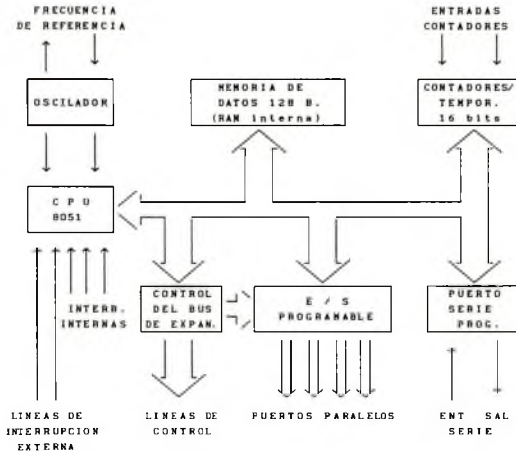 FRECUENCIA
DE REFERENCIA
ENTRADAS
CONTADORES
OSCILADOR
MEMORIA DE
DATOS 128 B.
(RAM interna)
CONTADORES/
TEMPOR.
16 bits
C P U
8051
INTERR.
INTERNAS
CONTROL
DEL BUS
DE EXPAN.
E / S
PROGRAMABLE
PUERTO
SERIE
PROG.
LINEAS DE
INTERRUPCION
EXTERNA
LINEAS DE
CONTROL
PUERTOS PARALELOS
ENT SAL
SERIE